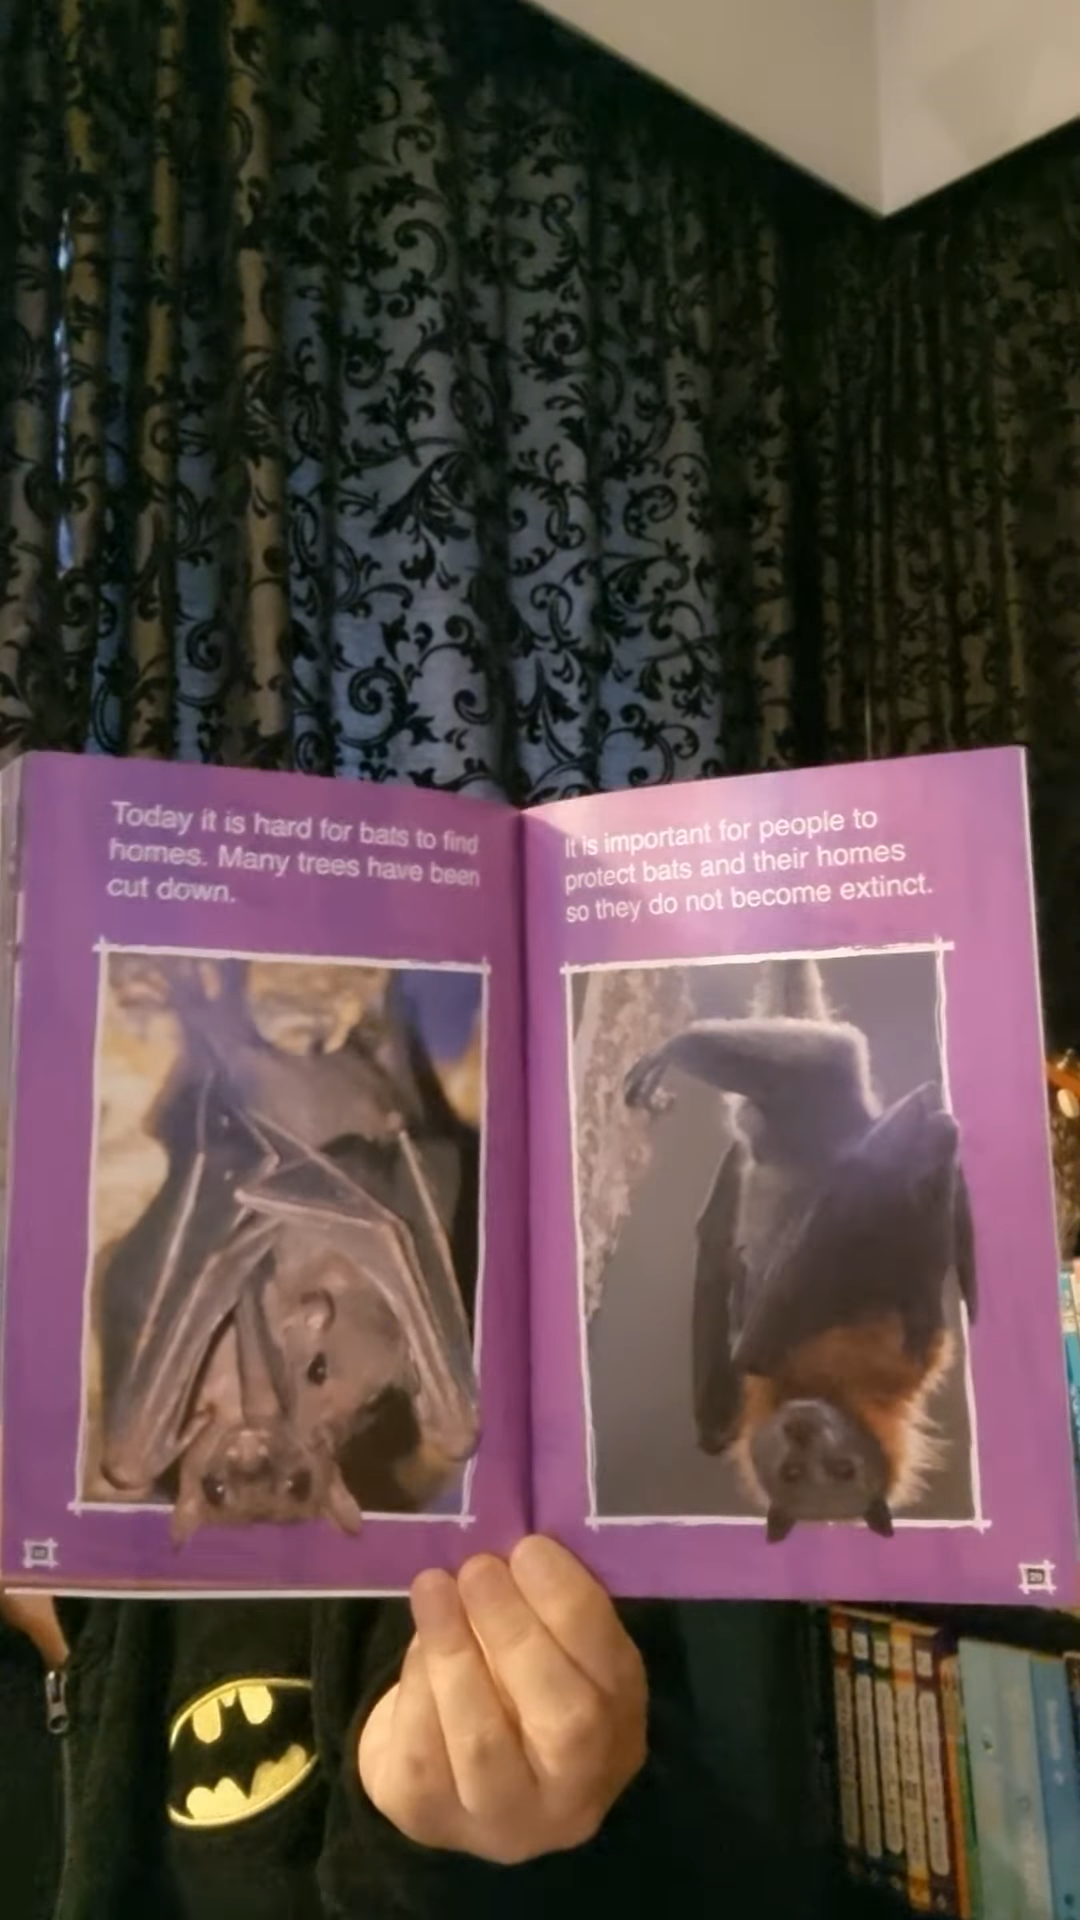 Today it is hard for bats to find
homes. Many trees have been
cut down.
It is important for people to
protect bats and their homes
so they do not become extinct.
29